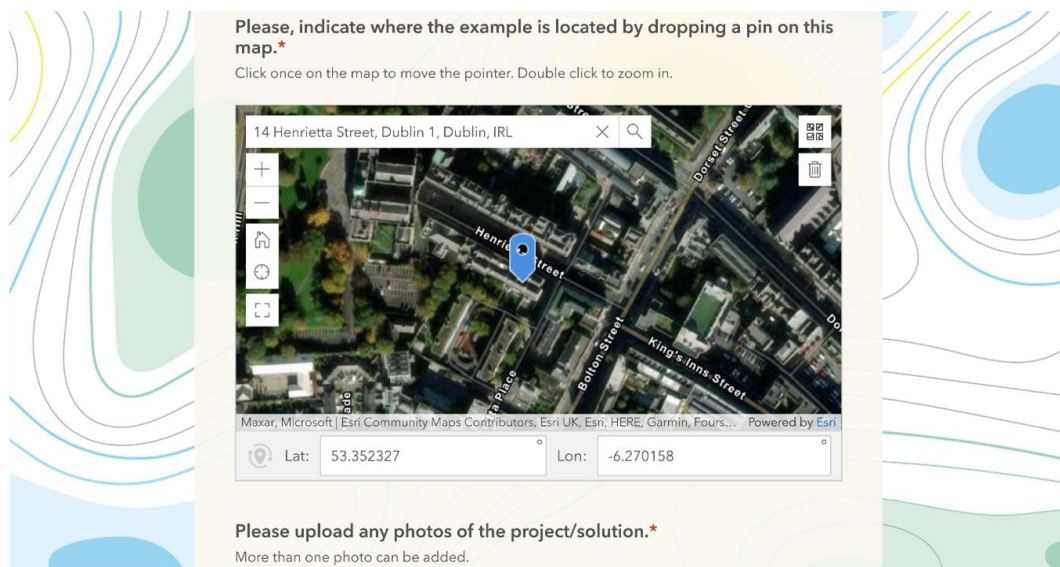 Please, indicate where the example is located by dropping a pin on this
map.*
Click once on the map to move the pointer. Double click to zoom in.
14 Henrietta Street, Dublin 1, Dublin, IRL
Dorset Street
Street
Bolton Street
King's Inns Street
Maxar, Microsoft | Esri Community Maps Contributors, Esri UK, Esri, HERE, Garmin, Fours... Powered by Esri
Lat: 53.352327 ° Lon: -6.270158 °
Please upload any photos of the project/solution.*
More than one photo can be added.